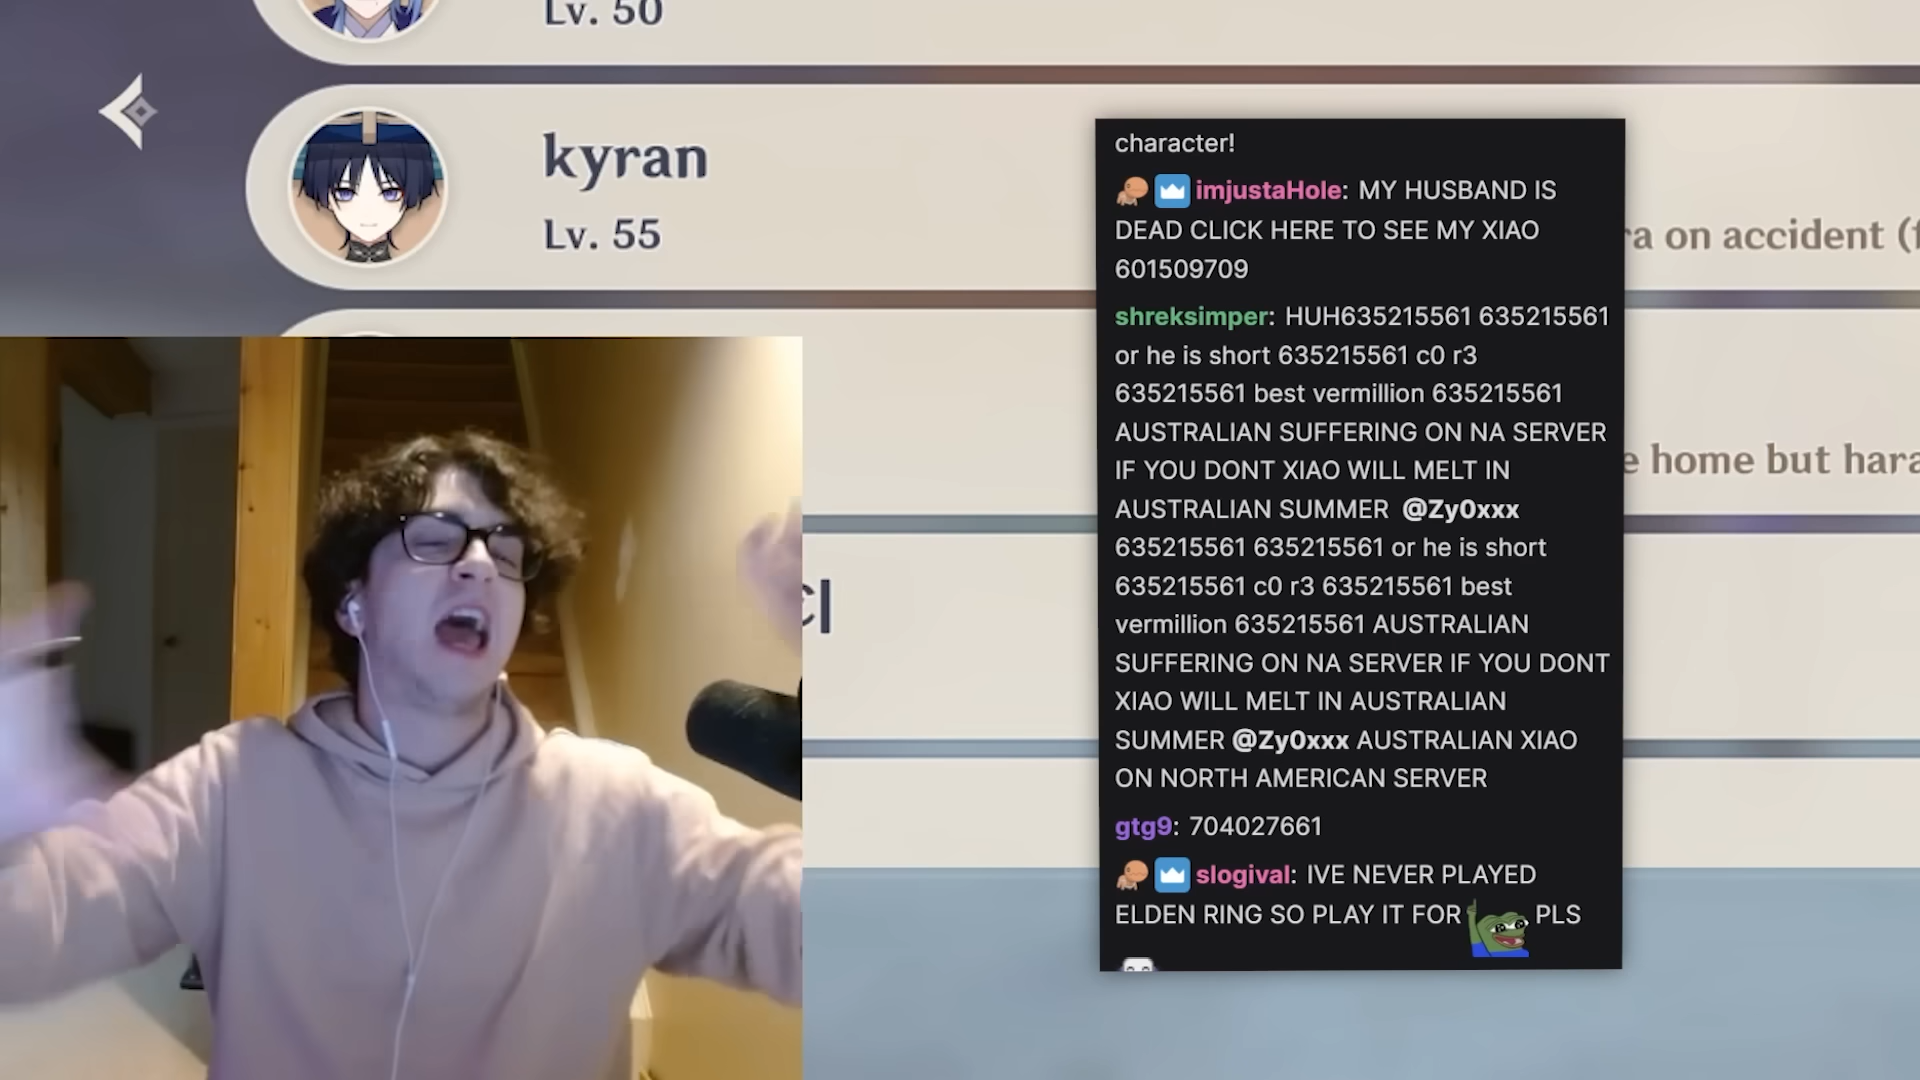 Lv. 50
kyran
Lv. 55
character!
imjustaHole: MY HUSBAND IS
DEAD CLICK HERE TO SEE MY XIAO
601509709
shreksimper: HUH635215561 635215561
or he is short 635215561 c0 r3
635215561 best vermillion 635215561
AUSTRALIAN SUFFERING ON NA SERVER
IF YOU DONT XIAO WILL MELT IN
AUSTRALIAN SUMMER @Zy0xxx
635215561 635215561 or he is short
635215561 c0 r3 635215561 best
vermillion 635215561 AUSTRALIAN
SUFFERING ON NA SERVER IF YOU DONT
XIAO WILL MELT IN AUSTRALIAN
SUMMER @Zy0xxx AUSTRALIAN XIAO
ON NORTH AMERICAN SERVER
gtg9: 704027661
slogival: IVE NEVER PLAYED
ELDEN RING SO PLAY IT FOR PLS
on accident (
home but